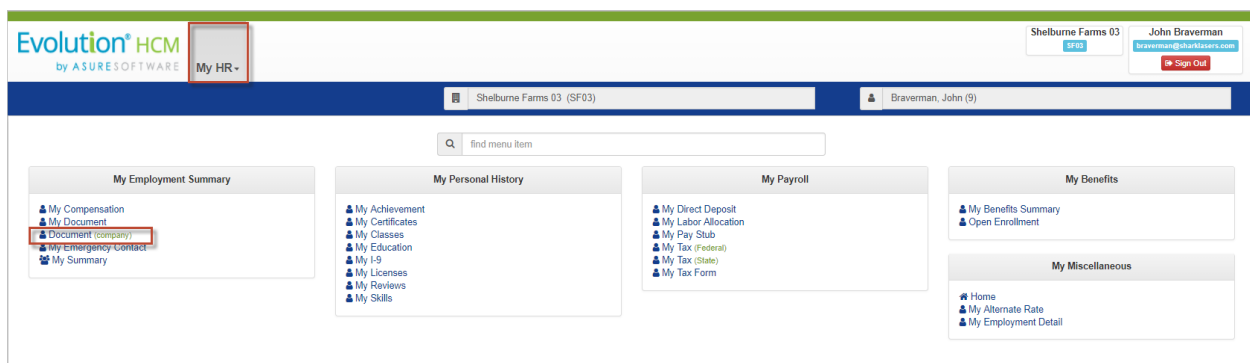 Evolution® HCM
by ASURESOFTWARE
My HR
Shelburne Farms 03
SF03
John Braverman
braverman@sharklasers.com
Sign Out
Shelburne Farms 03 (SF03)
Braverman, John (9)
find menu item
My Employment Summary
My Compensation
My Document
Document (company)
My Emergency Contact
My Summary
My Personal History
My Achievement
My Certificates
My Classes
My Education
My I-9
My Licenses
My Reviews
My Skills
My Payroll
My Direct Deposit
My Labor Allocation
My Pay Stub
My Tax (Federal)
My Tax (State)
My Tax Form
My Benefits
My Benefits Summary
Open Enrollment
My Miscellaneous
Home
My Alternate Rate
My Employment Detail